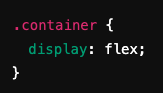 .container {
  display: flex;
}